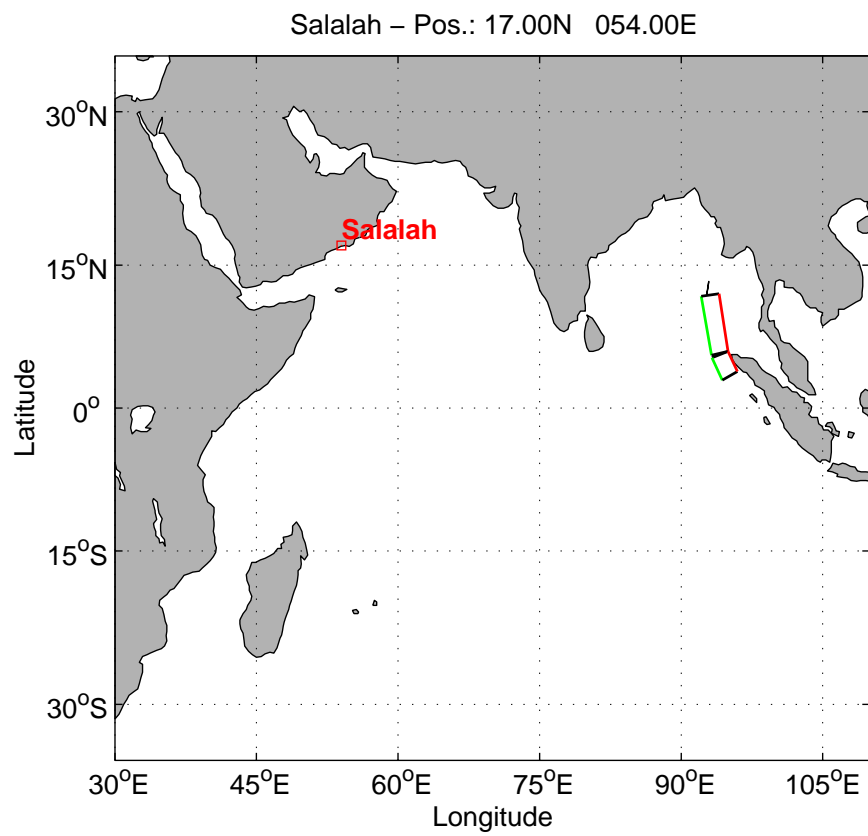 Salalah – Pos.: 17.00N   054.00E
30°N
Salalah
15°N
0°
15°S
30°S
Latitude
30°E 45°E 60°E 75°E 90°E 105°E
Longitude